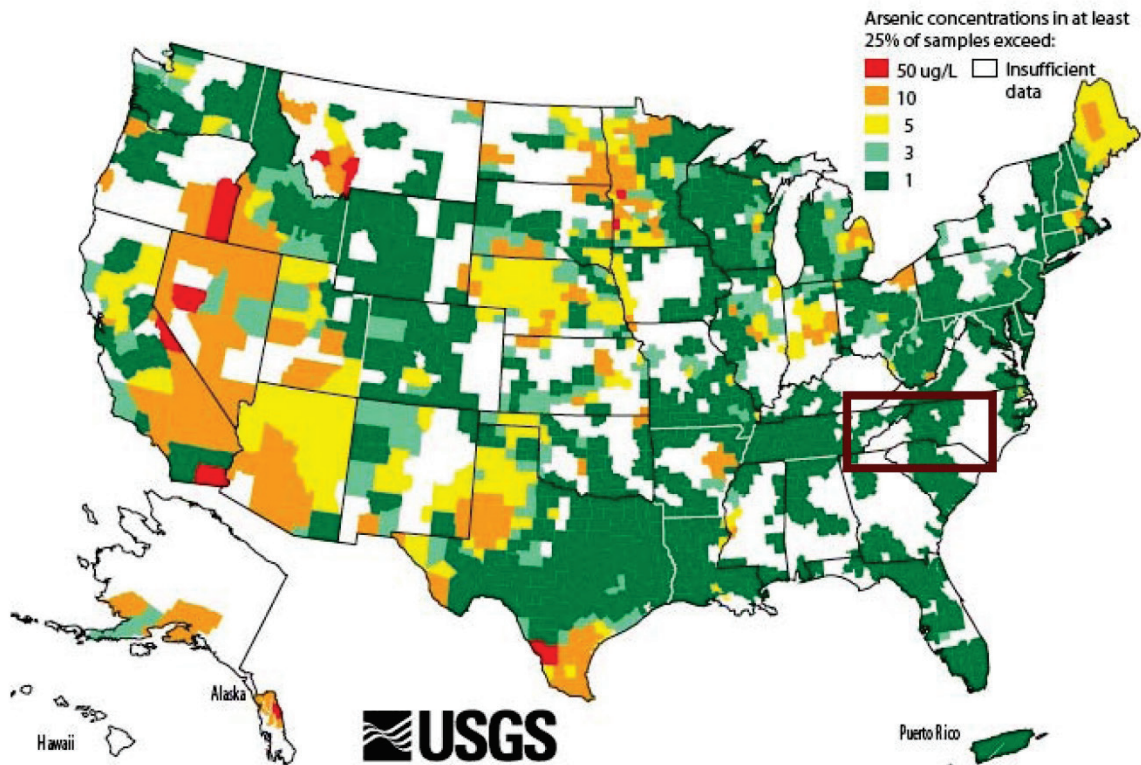 Arsenic concentrations in at least
25% of samples exceed:
50 ug/L
Insufficient
data
10
5
3
1
Alaska
Hawaii
USGS
Puerto Rico